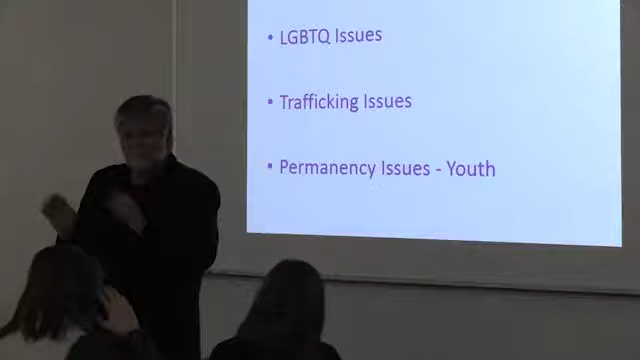 • LGBTQ Issues
• Trafficking Issues
• Permanency Issues - Youth